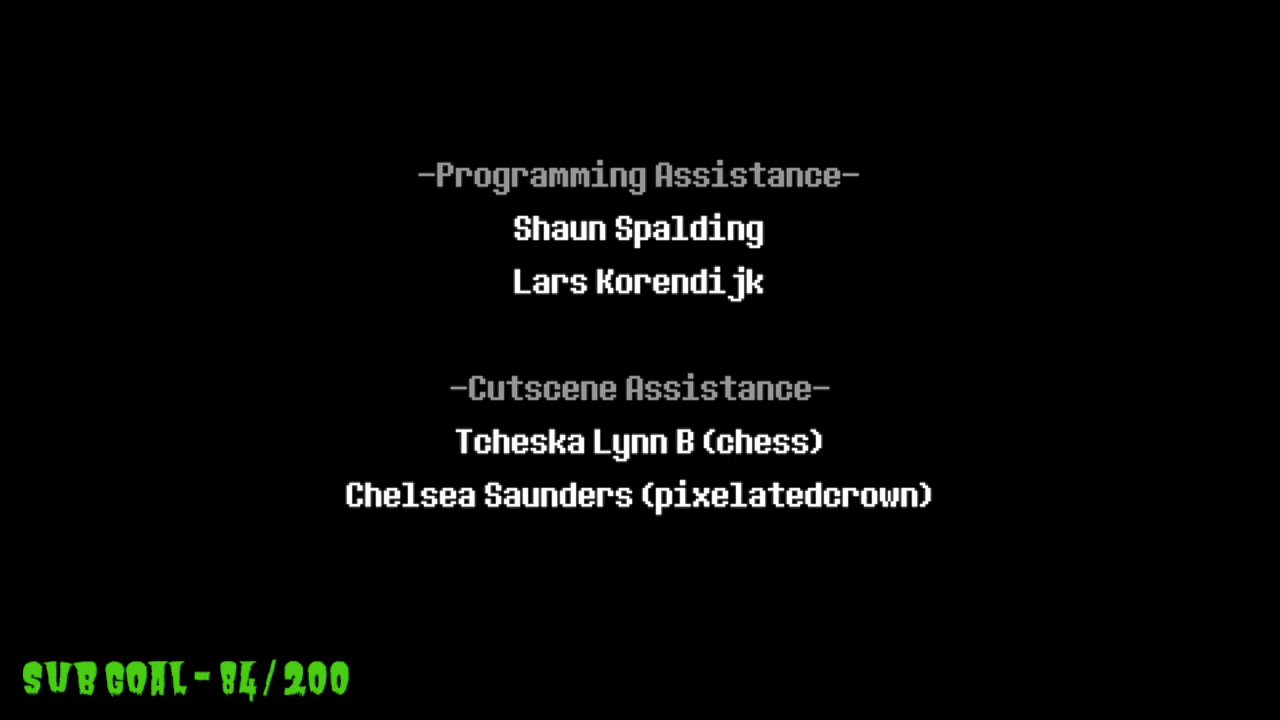 -Programming Assistance-
Shaun Spalding
Lars Korendijk
-Cutscene Assistance-
Tcheska Lynn B (chess)
Chelsea Saunders (pixelatedcrown)
SUB GOAL - 84/200